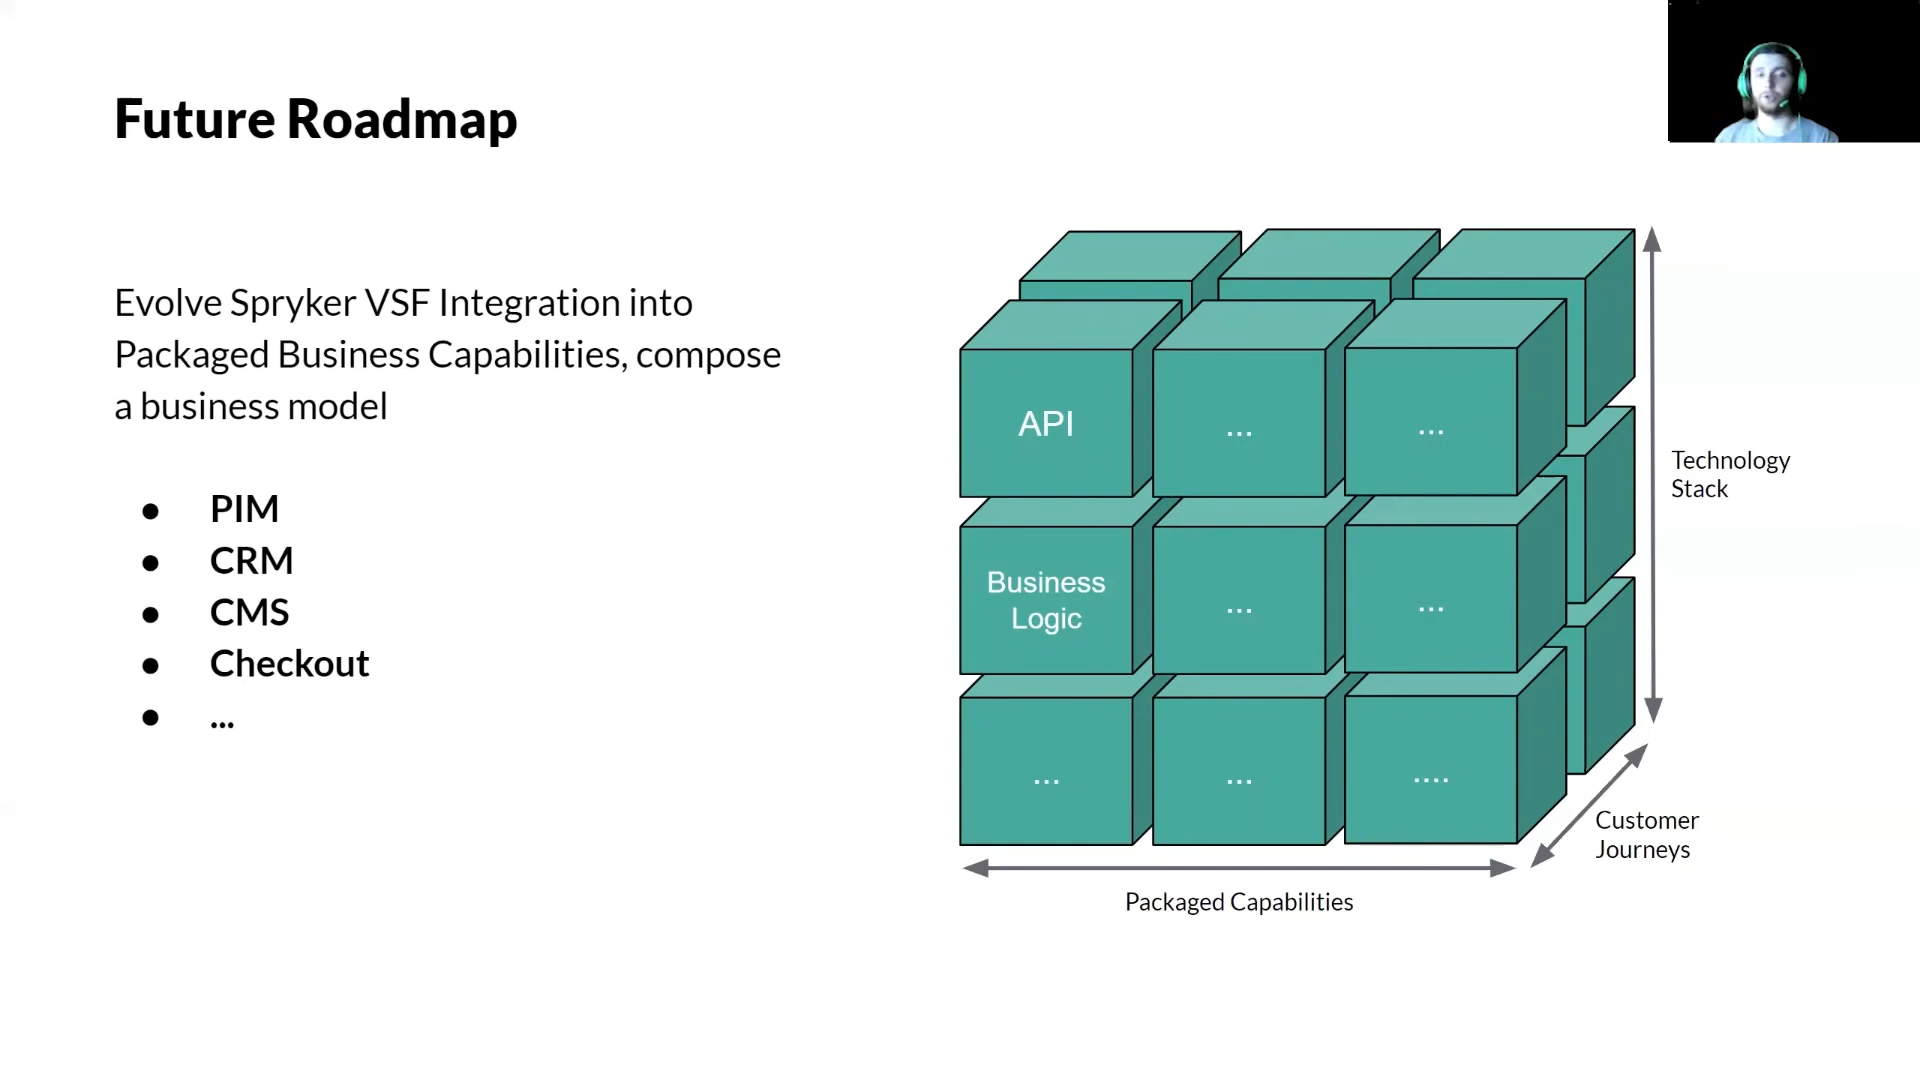 Future Roadmap
Evolve Spryker VSF Integration into
Packaged Business Capabilities, compose
a business model
● PIM
● CRM
● CMS
● Checkout
● ...
API
...
...
Business
Logic
...
...
...
...
....
Technology
Stack
Customer
Journeys
Packaged Capabilities